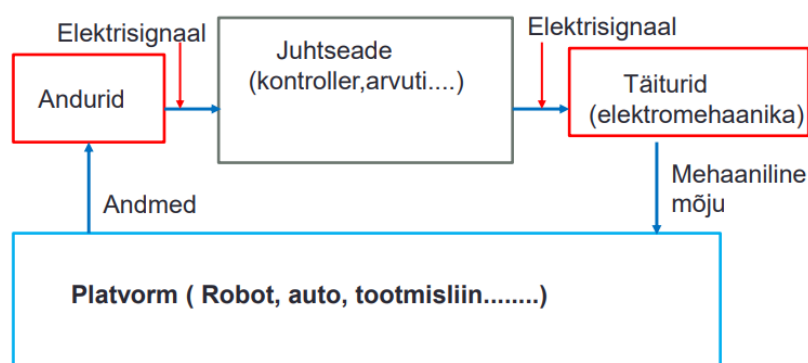 Elektrisignaal
Elektrisignaal
Juhtseade
(kontroller,arvuti....)
Andurid
Täiturid
(elektromehaanika)
Andmed
Mehaaniline
mõju
Platvorm ( Robot, auto, tootmisliin........)